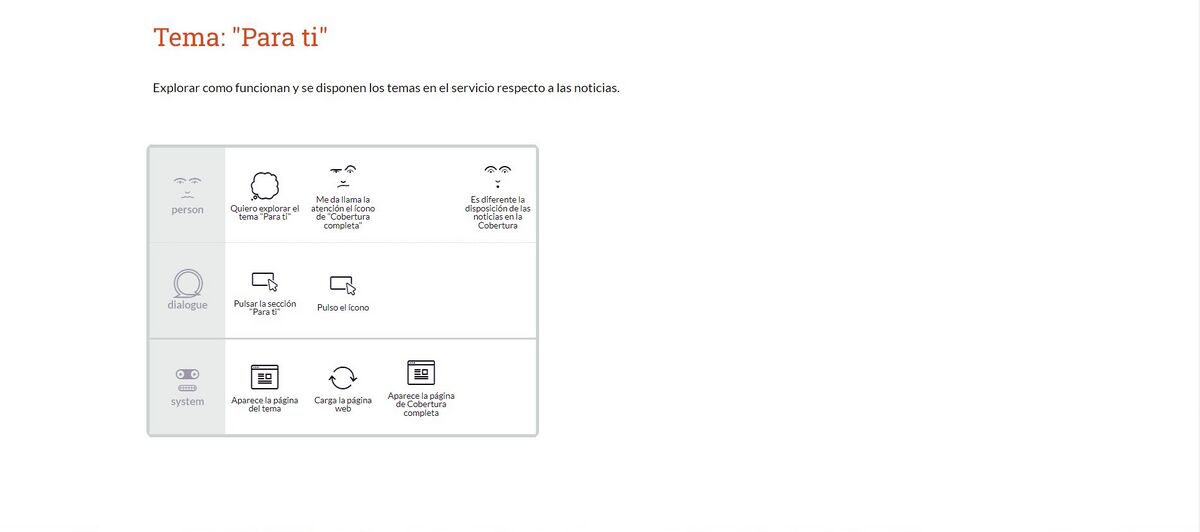 Tema: "Para ti"
Explorar como funcionan y se disponen los temas en el servicio respecto a las noticias.
person
Quiero explorar el
tema "Para ti"
Me da llama la
atención el ícono
de "Cobertura
completa"
Es diferente la
disposición de las
noticias en la
Cobertura
dialogue
Pulsar la sección
"Para ti"
Pulso el ícono
system
Aparece la página
del tema
Carga la página
web
Aparece la página
de Cobertura
completa